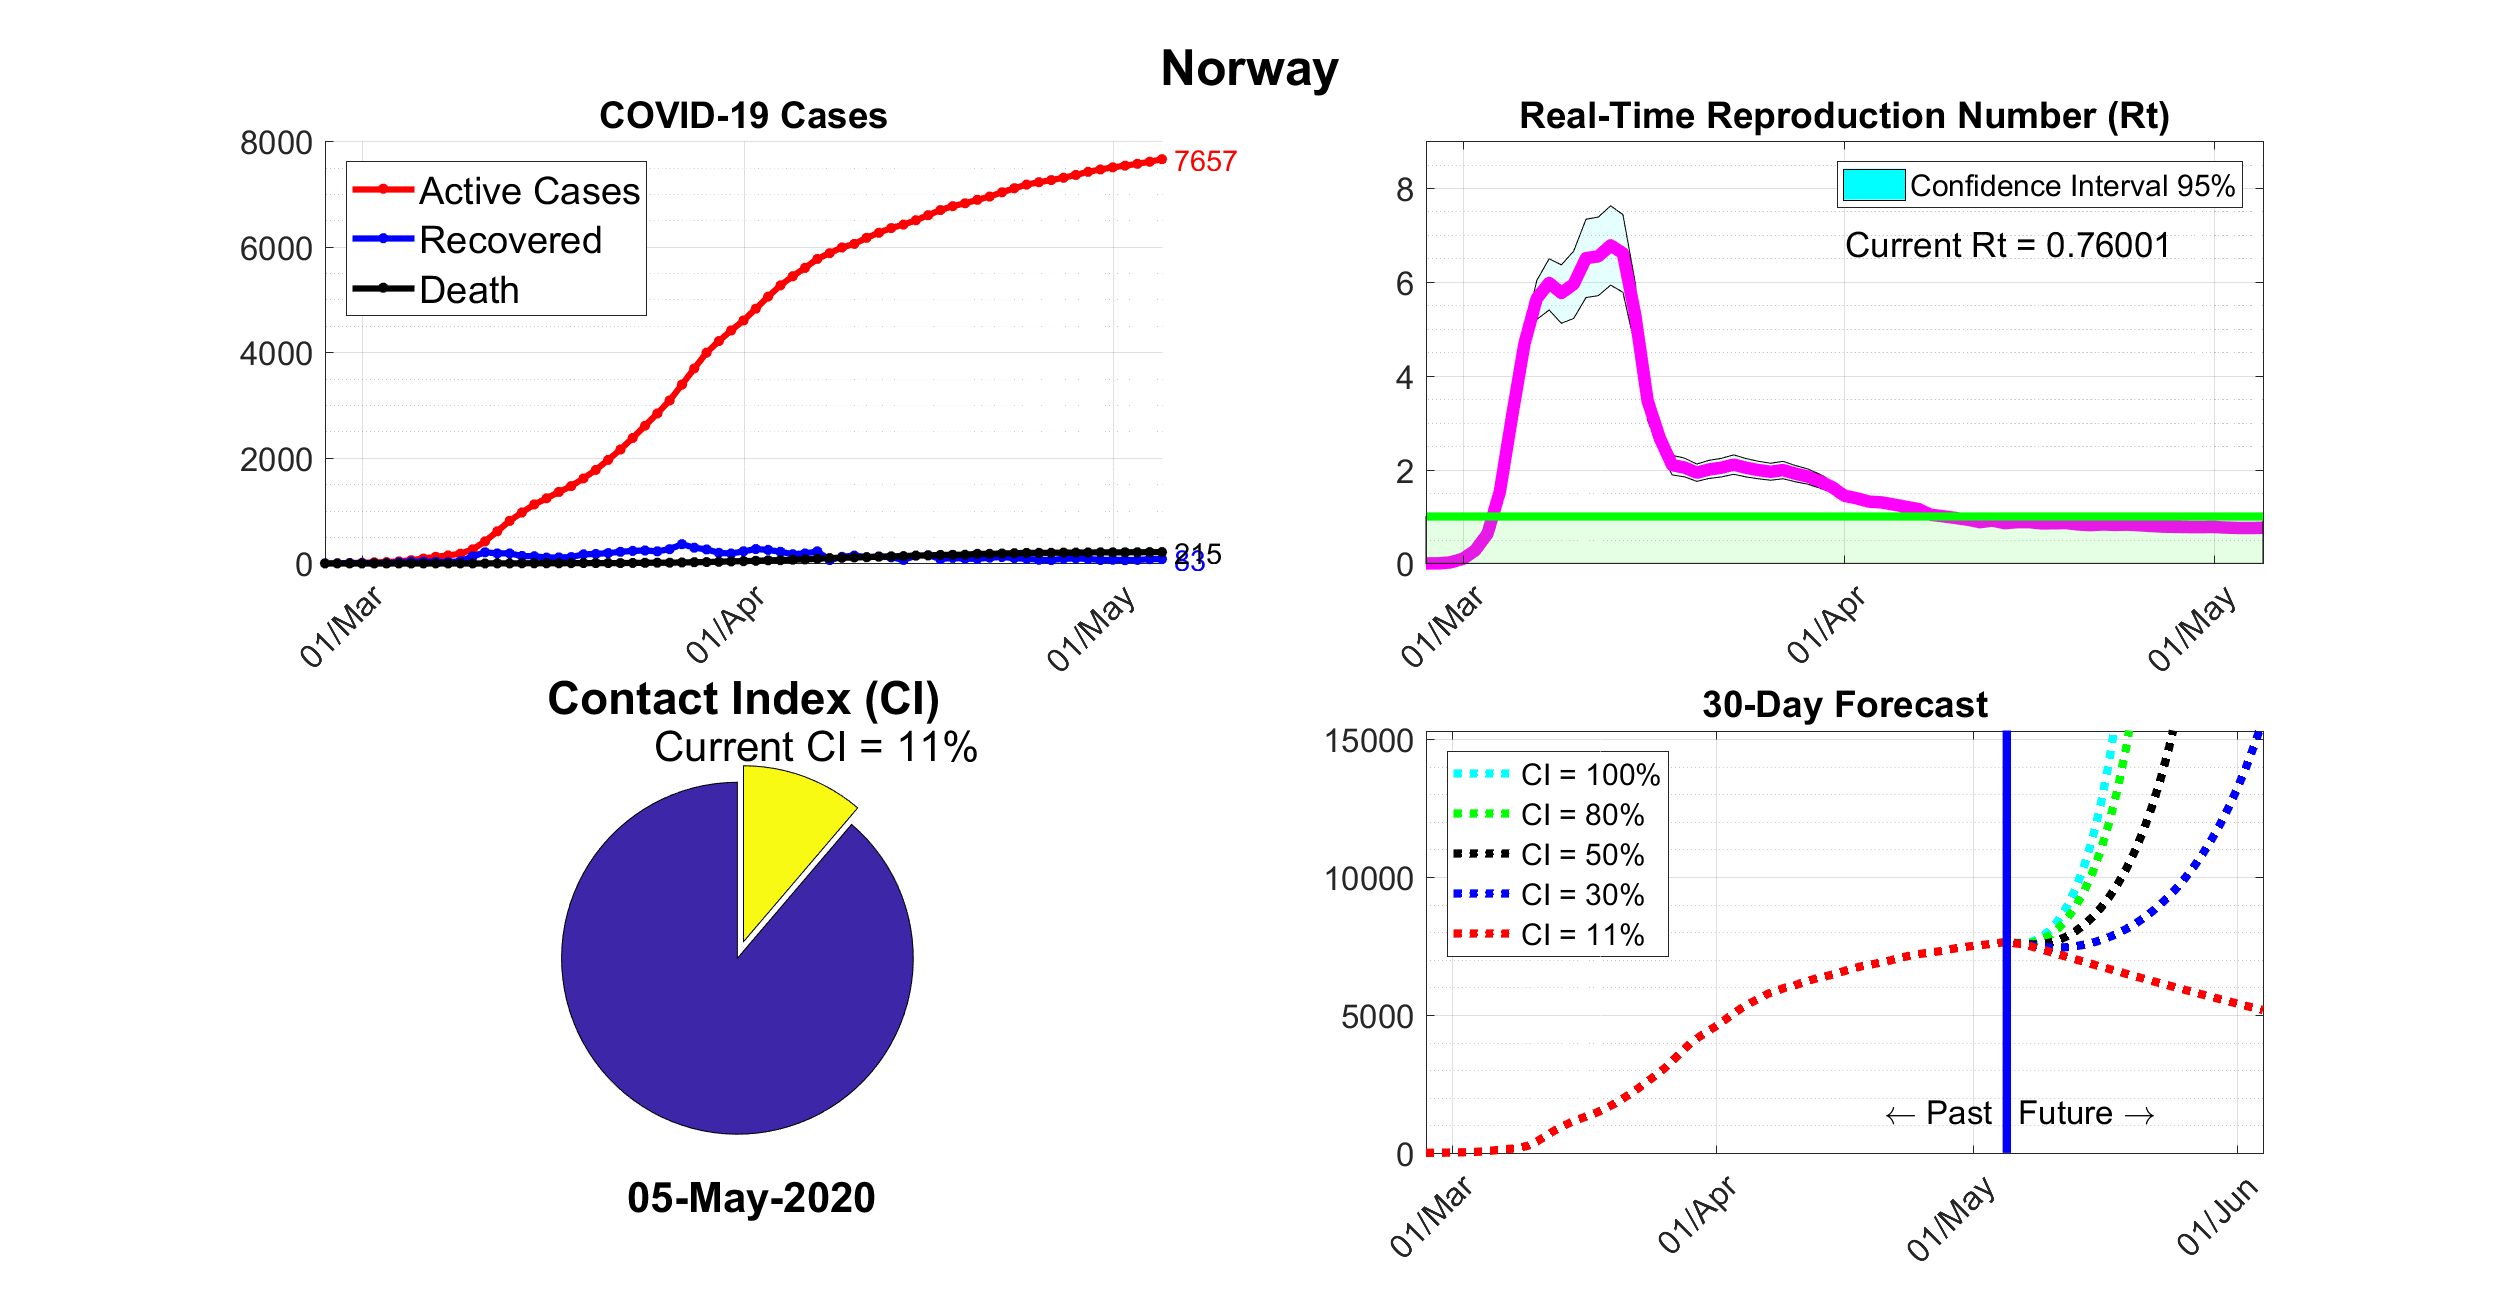 Norway
COVID-19 Cases
8000
6000
4000
2000
0
Active Cases
Recovered
Death
7657
215
83
01/Mar
01/Apr
01/May
Real-Time Reproduction Number (Rt)
8
6
4
2
0
Confidence Interval 95%
Current Rt = 0.76001
01/Mar
01/Apr
01/May
Contact Index (CI)
Current CI = 11%
05-May-2020
30-Day Forecast
15000
10000
5000
0
CI = 100%
CI = 80%
CI = 50%
CI = 30%
CI = 11%
← Past
Future →
01/Mar
01/Apr
01/May
01/Jun